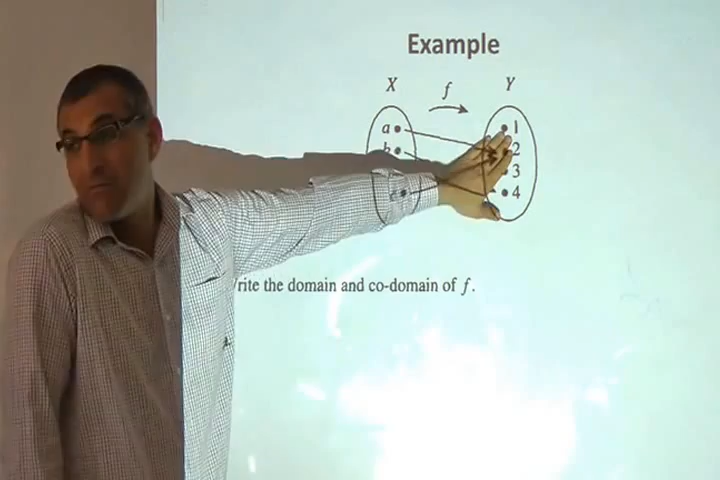 Example
X f Y
a 1
b 2
3
c 4
rite the domain and co-domain of f.